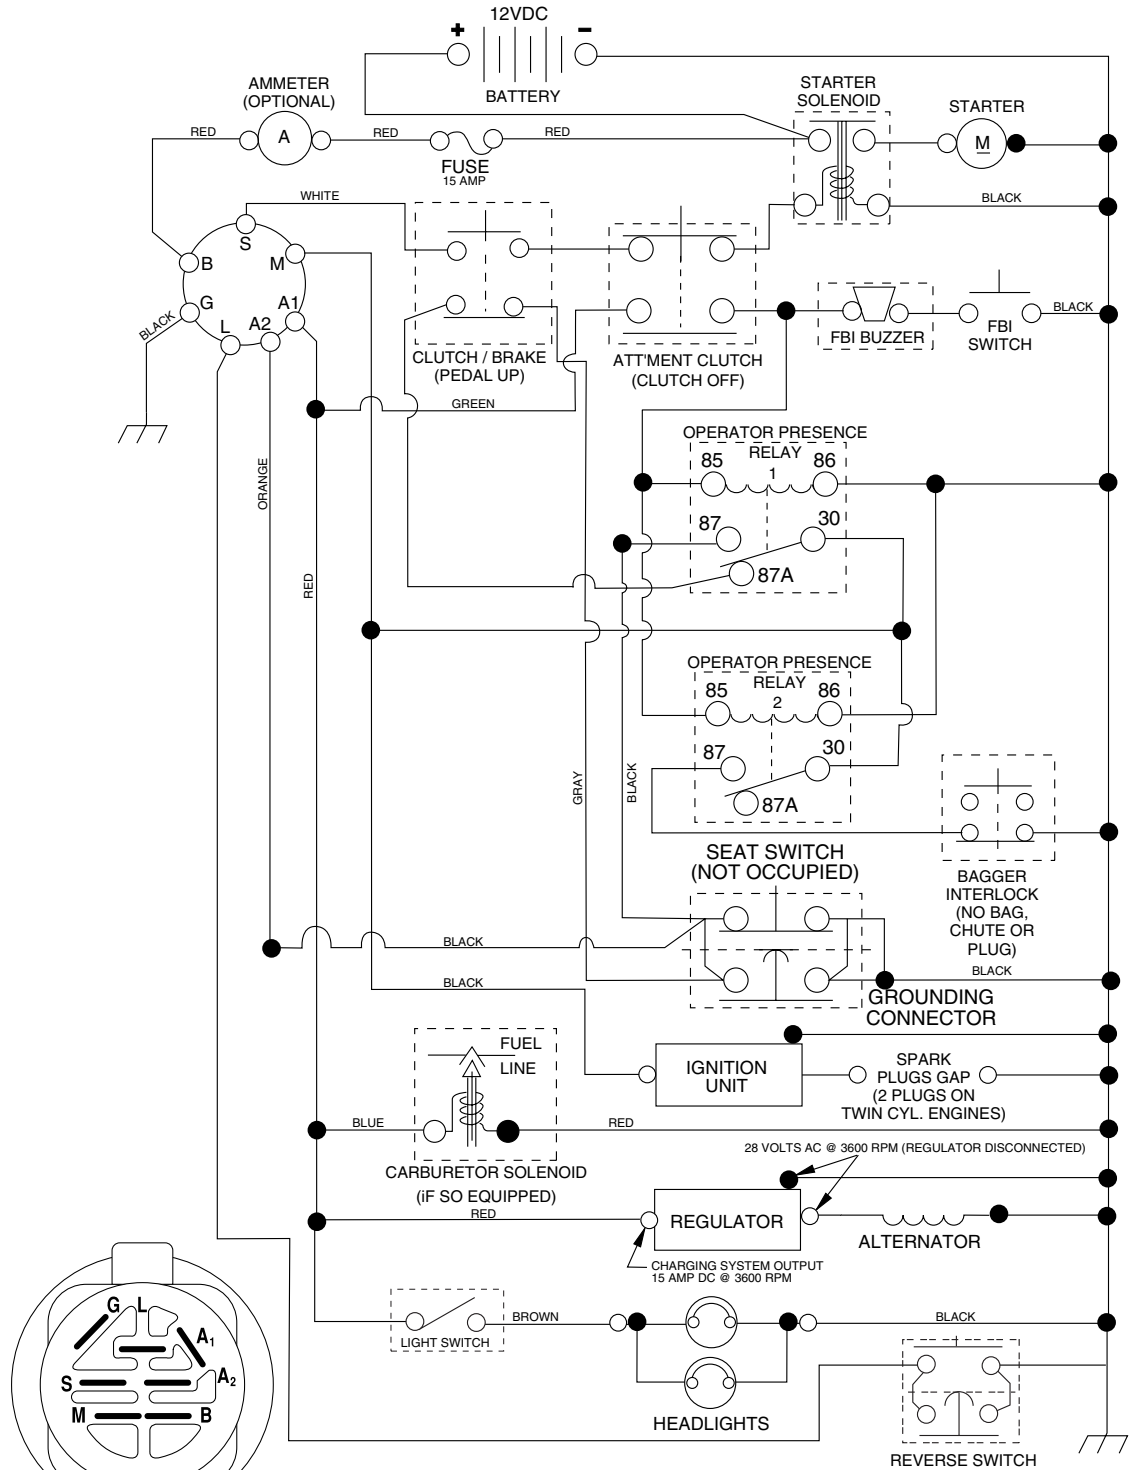 12VDC
+
−
BATTERY
AMMETER
(OPTIONAL)
STARTER
SOLENOID
STARTER
RED
A
RED
RED
M
FUSE
15 AMP
WHITE
BLACK
S
B
M
G
A1
L
A2
BLACK
FBI BUZZER
FBI
SWITCH
BLACK
CLUTCH / BRAKE
(PEDAL UP)
ATT'MENT CLUTCH
(CLUTCH OFF)
GREEN
ORANGE
RED
OPERATOR PRESENCE
RELAY
1
85
86
87
30
87A
OPERATOR PRESENCE
RELAY
2
85
86
87
30
87A
GRAY
BLACK
SEAT SWITCH
(NOT OCCUPIED)
BAGGER
INTERLOCK
(NO BAG,
CHUTE OR
PLUG)
BLACK
BLACK
BLACK
GROUNDING
CONNECTOR
FUEL
LINE
IGNITION
UNIT
SPARK
PLUGS GAP
(2 PLUGS ON
TWIN CYL. ENGINES)
BLUE
RED
CARBURETOR SOLENOID
(iF SO EQUIPPED)
28 VOLTS AC @ 3600 RPM (REGULATOR DISCONNECTED)
RED
REGULATOR
ALTERNATOR
CHARGING SYSTEM OUTPUT
15 AMP DC @ 3600 RPM
LIGHT SWITCH
BROWN
BLACK
HEADLIGHTS
REVERSE SWITCH
G
L
A1
A2
S
M
B